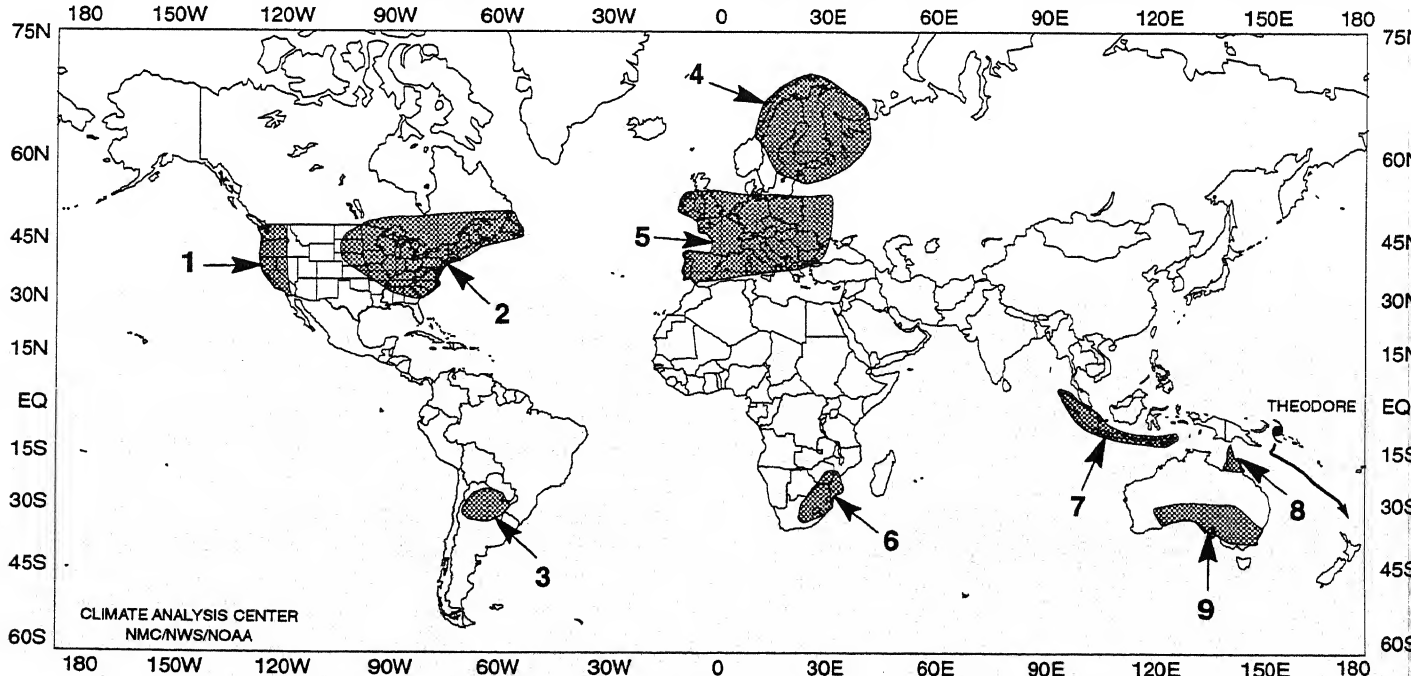 180 150W 120W 90W 60W 30W 0 30E 60E 90E 120E 150E 180
75N 75N
4
60N 60N
45N 5 45N
1
2
30N 30N
15N 15N
EQ THEODORE EQ
15S 15S
7 8
30S 6 30S
3
45S 9 45S
CLIMATE ANALYSIS CENTER
NMC/NWS/NOAA
60S 60S
180 150W 120W 90W 60W 30W 0 30E 60E 90E 120E 150E 180